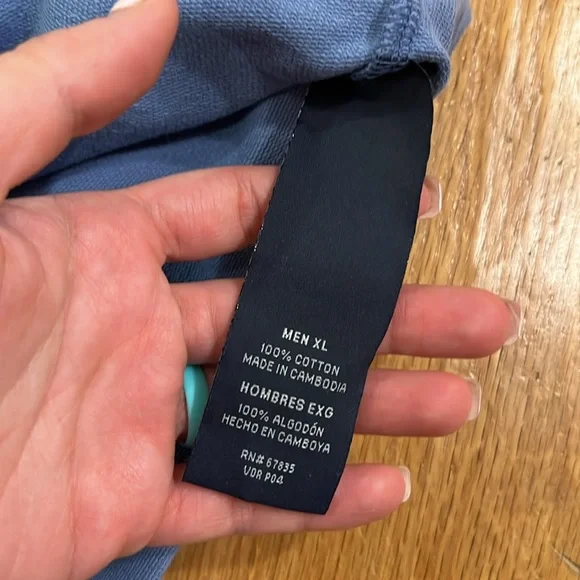 MEN XL
100% COTTON
MADE IN CAMBODIA
HOMBRES EXG
100% ALGODÓN
HECHO EN CAMBOYA
RN# 67835
VDR P04